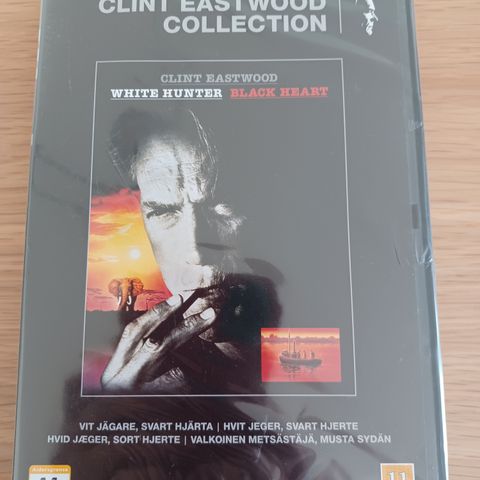 CLINT EASTWOOD
COLLECTION
CLINT EASTWOOD
WHITE HUNTER BLACK HEART
VIT JÄGARE, SVART HJÄRTA | HVIT JEGER, SVART HJERTE
HVID JÆGER, SORT HJERTE | VALKOINEN METSÄSTÄJÄ, MUSTA SYDÄN
Aldersgrense
11